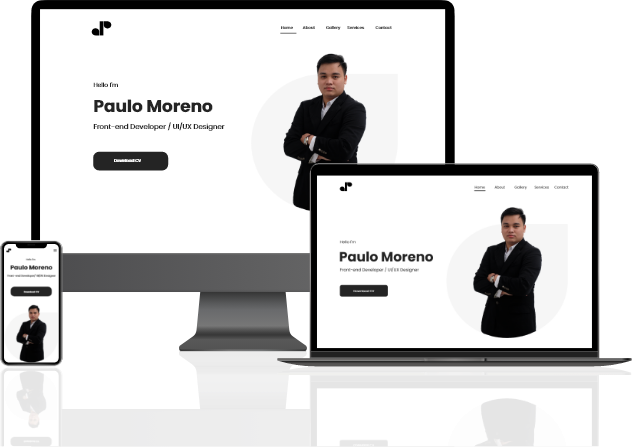 Home About Gallery Services Contact
Hello I'm
Paulo Moreno
Front-end Developer / UI/UX Designer
Download CV
Home About Gallery Services Contact
Hello I'm
Paulo Moreno
Front-end Developer / UI/UX Designer
Download CV
Hello I'm
Paulo Moreno
Front-end Developer / UI/UX Designer
Download CV